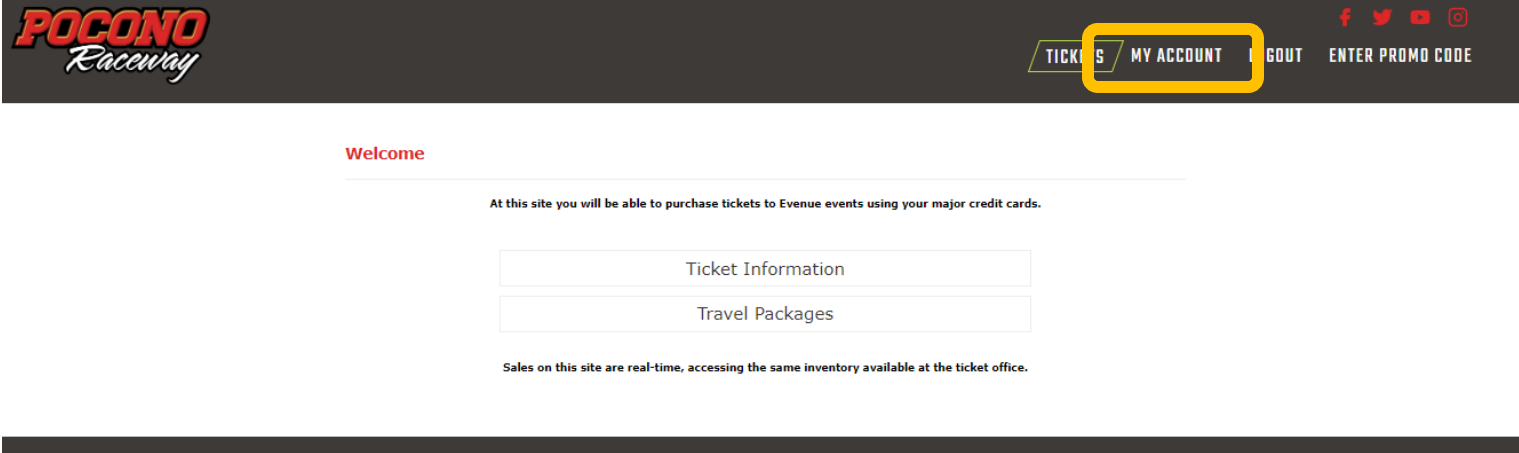 POCONO
Raceway
TICKETS MY ACCOUNT LOGOUT ENTER PROMO CODE
Welcome
At this site you will be able to purchase tickets to Evenue events using your major credit cards.
Ticket Information
Travel Packages
Sales on this site are real-time, accessing the same inventory available at the ticket office.